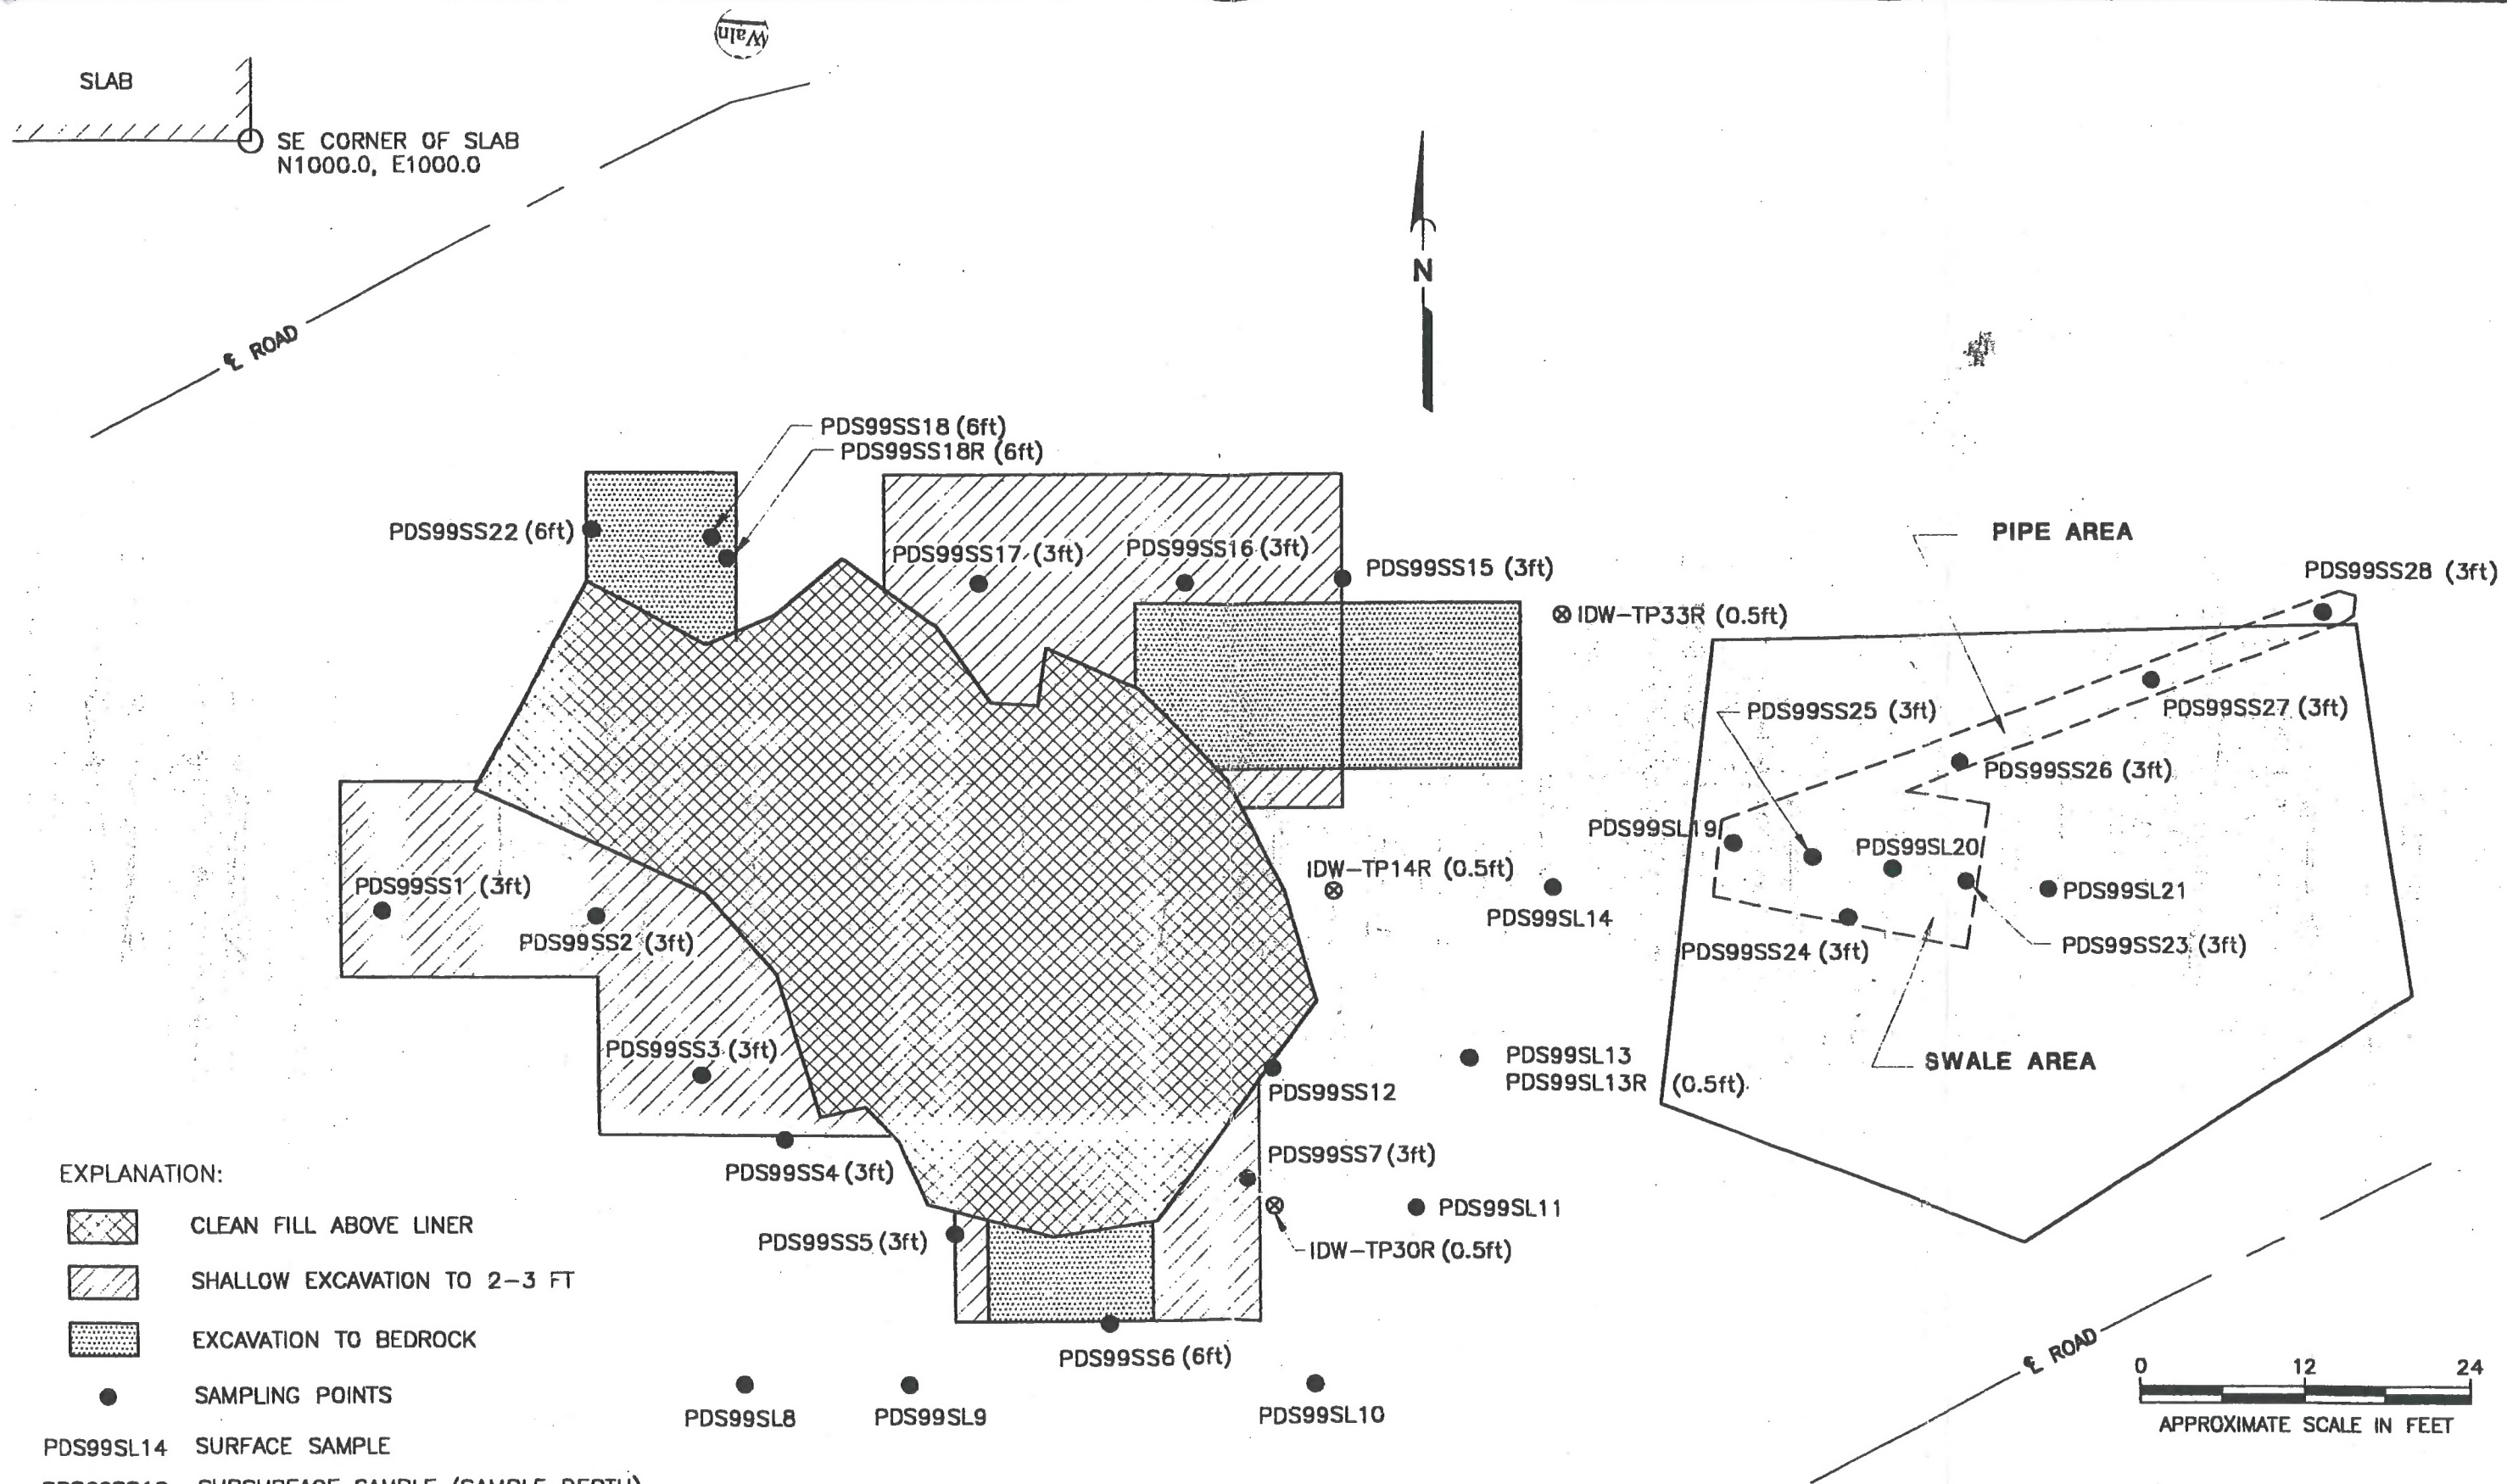 Waln
SLAB
SE CORNER OF SLAB
N1000.0, E1000.0
℄ ROAD
N
PDS99SS18 (6ft)
PDS99SS18R (6ft)
PDS99SS22 (6ft)
PDS99SS17 (3ft)
PDS99SS16 (3ft)
PDS99SS15 (3ft)
PIPE AREA
PDS99SS28 (3ft)
IDW-TP33R (0.5ft)
PDS99SS25 (3ft)
PDS99SS27 (3ft)
PDS99SS26 (3ft)
PDS99SL19
PDS99SL20
IDW-TP14R (0.5ft)
PDS99SS1 (3ft)
PDS99SL14
PDS99SL21
PDS99SS2 (3ft)
PDS99SS24 (3ft)
PDS99SS23 (3ft)
PDS99SS3 (3ft)
PDS99SL13
PDS99SL13R (0.5ft)
SWALE AREA
PDS99SS12
PDS99SS4 (3ft)
PDS99SS7 (3ft)
PDS99SL11
PDS99SS5 (3ft)
IDW-TP30R (0.5ft)
PDS99SS6 (6ft)
PDS99SL8
PDS99SL9
PDS99SL10
℄ ROAD
0 12 24
APPROXIMATE SCALE IN FEET
EXPLANATION:
CLEAN FILL ABOVE LINER
SHALLOW EXCAVATION TO 2-3 FT
EXCAVATION TO BEDROCK
SAMPLING POINTS
PDS99SL14 SURFACE SAMPLE
SUBSURFACE SAMPLE (SAMPLE DEPTH)